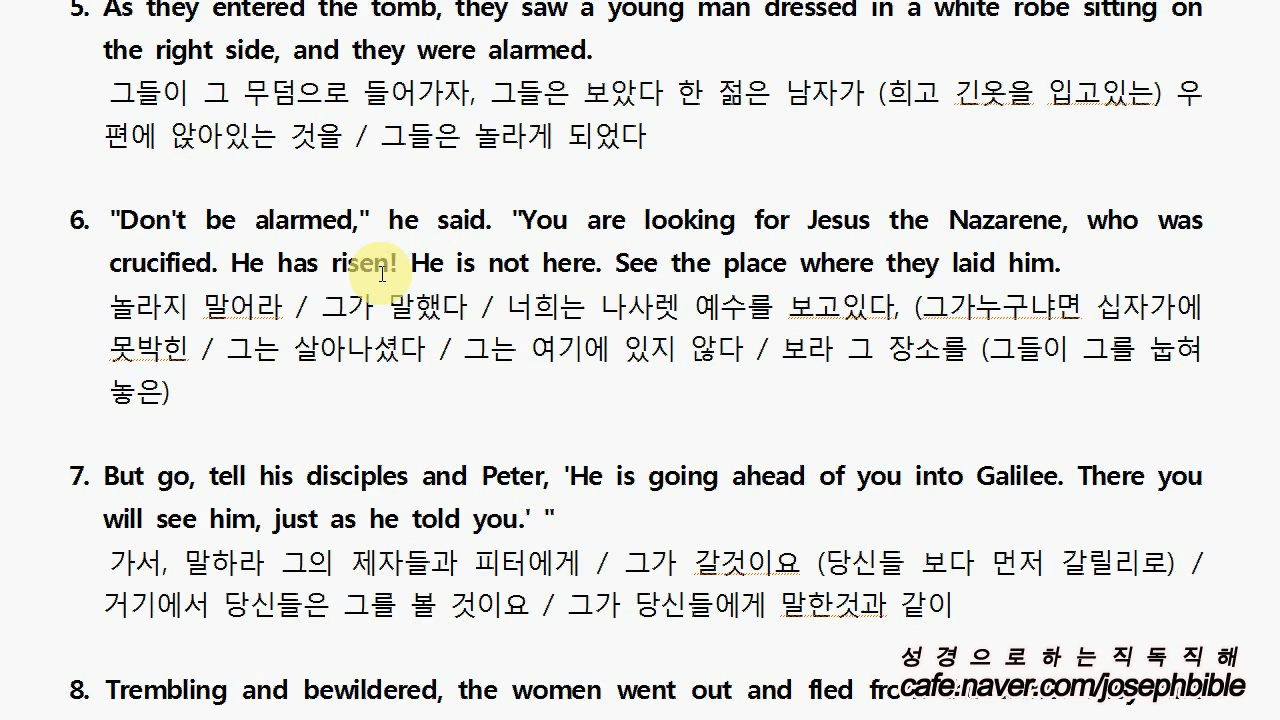 5. As they entered the tomb, they saw a young man dressed in a white robe sitting on
the right side, and they were alarmed.
그들이 그 무덤으로 들어가자, 그들은 보았다 한 젊은 남자가 (희고 긴옷을 입고있는) 우
편에 앉아있는 것을 / 그들은 놀라게 되었다
6. "Don't be alarmed," he said. "You are looking for Jesus the Nazarene, who was
crucified. He has risen! He is not here. See the place where they laid him.
놀라지 말어라 / 그가 말했다 / 너희는 나사렛 예수를 보고있다, (그가누구냐면 십자가에
못박힌 / 그는 살아나셨다 / 그는 여기에 있지 않다 / 보라 그 장소를 (그들이 그를 눕혀
놓은)
7. But go, tell his disciples and Peter, 'He is going ahead of you into Galilee. There you
will see him, just as he told you.' "
가서, 말하라 그의 제자들과 피터에게 / 그가 갈것이요 (당신들 보다 먼저 갈릴리로) /
거기에서 당신들은 그를 볼 것이요 / 그가 당신들에게 말한것과 같이
성경으로하는직독직해
8. Trembling and bewildered, the women went out and fled
cafe.naver.com/josephbible